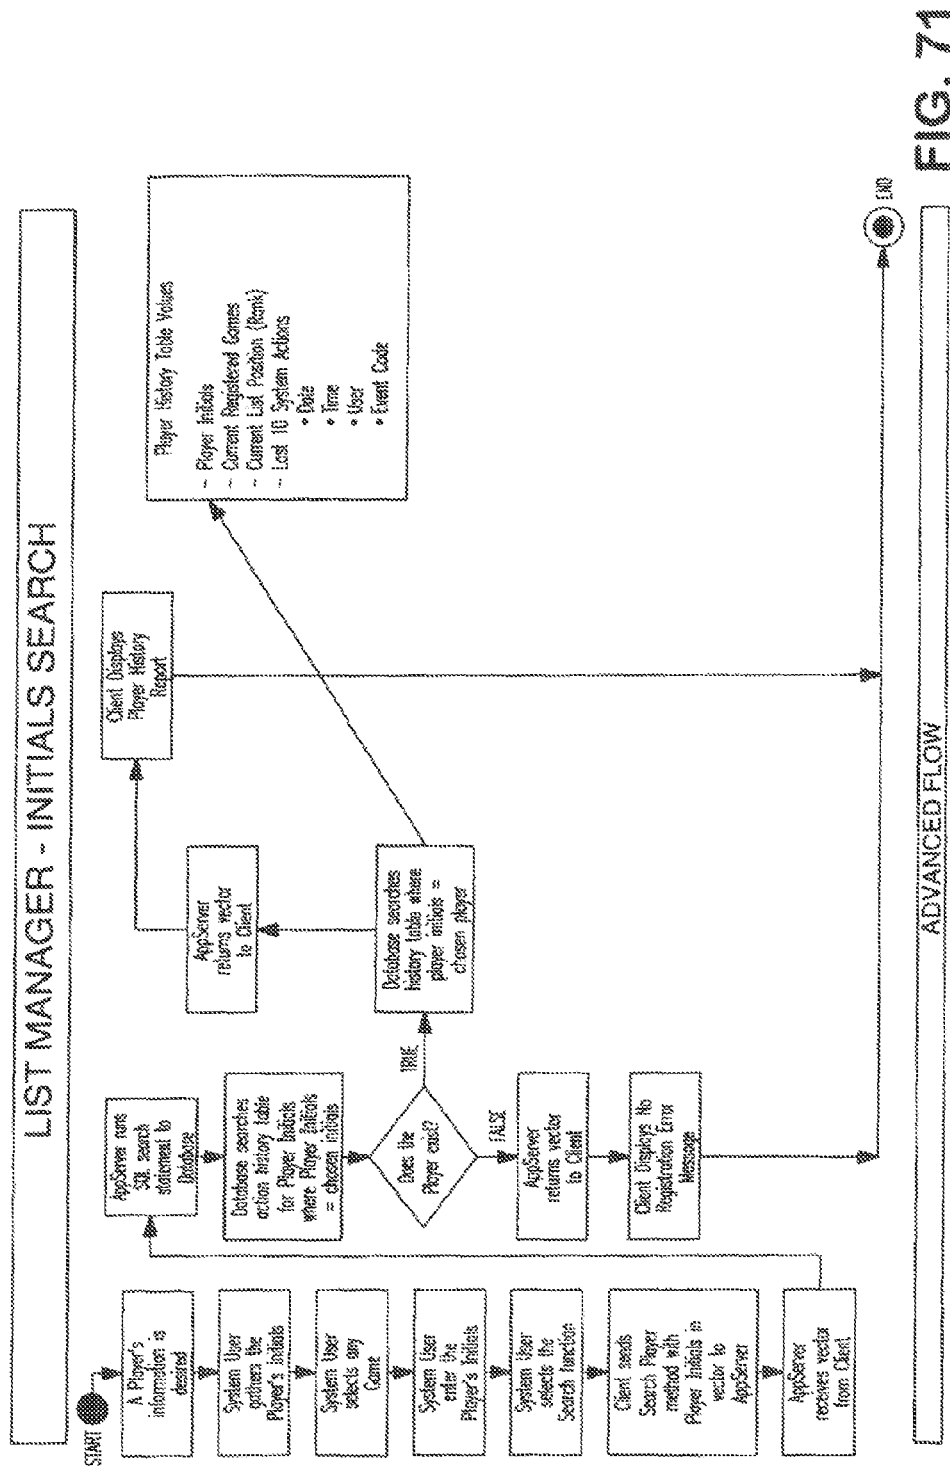 LIST MANAGER - INITIALS SEARCH
START
A Player's
information is
desired
System User
gathers the
Player's initials
System User
selects any
Game
System User
enter the
Player's Initials
System User
selects the
Search function
Client sends
Search Player
method with
Player Initials in
vector to
AppServer
AppServer
receives vector
from Client
AppServer runs
SQL search
statement to
Database
Database searches
action history table
for Player Initials
where Player Initials
= chosen initials
Does the
Player exist?
TRUE
FALSE
AppServer
returns vector
to Client
Client Displays No
Registration Error
Message
Database searches
history table where
player initials =
chosen player
AppServer
returns vector
to Client
Client Displays
Player History
Report
Player History Table Values
- Player Initials
- Current Registered Games
- Current List Position (Rank)
- Last 10 System Actions
• Date
• Time
• User
• Event Code
END
ADVANCED FLOW
FIG. 71